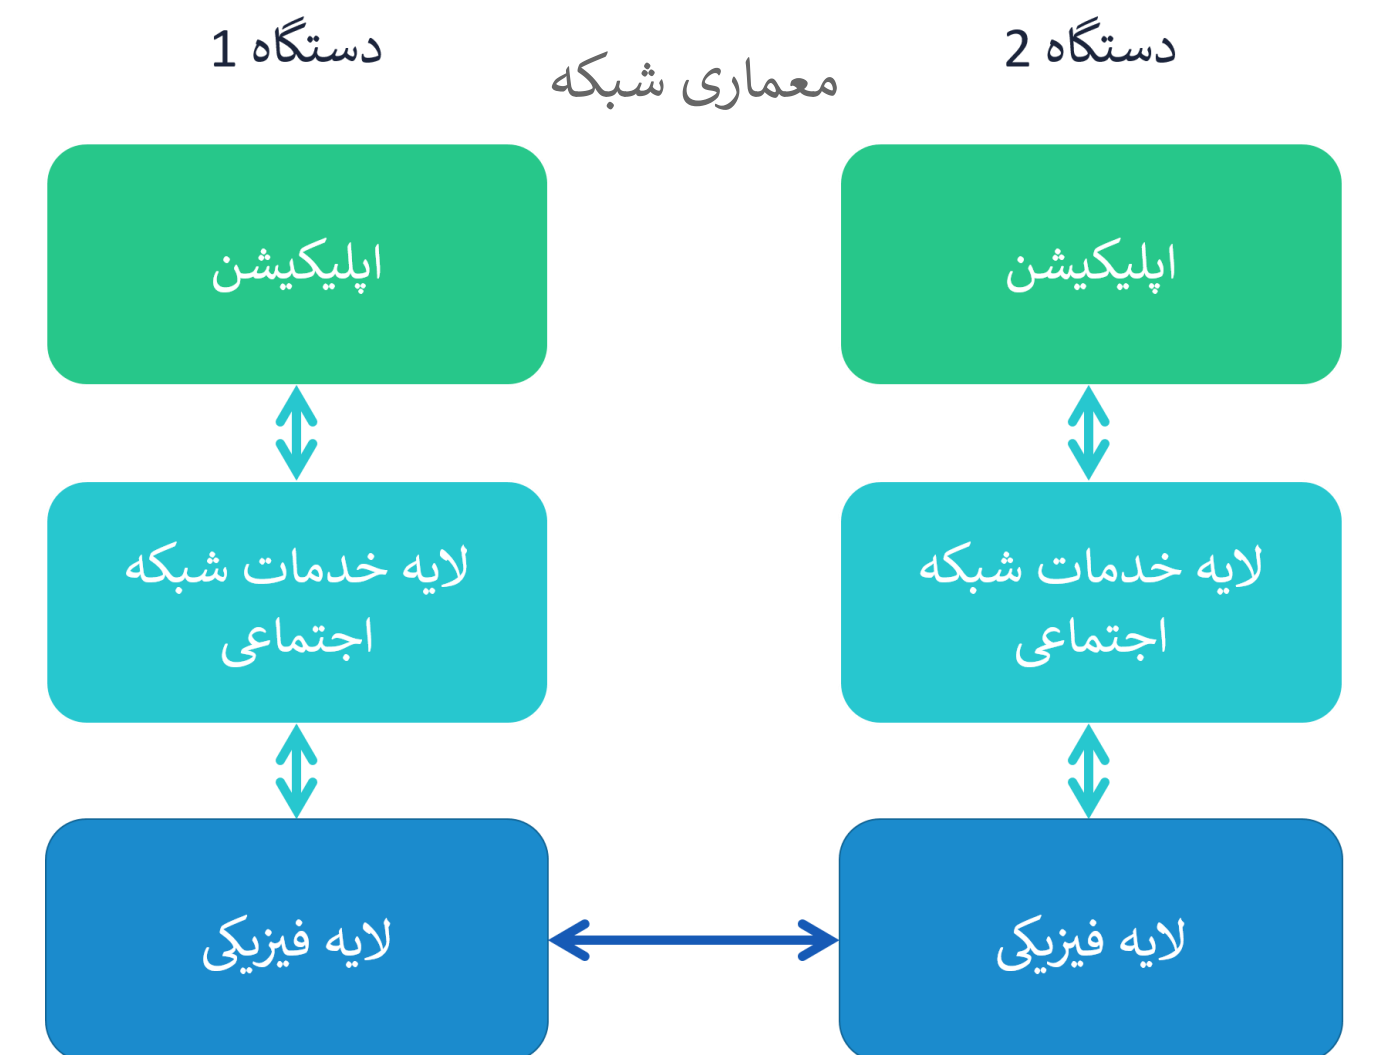 دستگاه 1
دستگاه 2
معماری شبکه
اپلیکیشن
اپلیکیشن
لایه خدمات شبکه
اجتماعی
لایه خدمات شبکه
اجتماعی
لایه فیزیکی
لایه فیزیکی